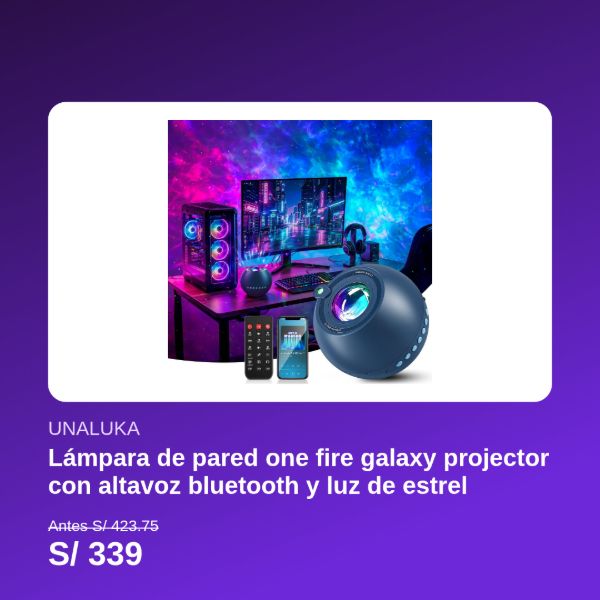 UNALUKA
Lámpara de pared one fire galaxy projector
con altavoz bluetooth y luz de estrel
Antes S/ 423.75
S/ 339